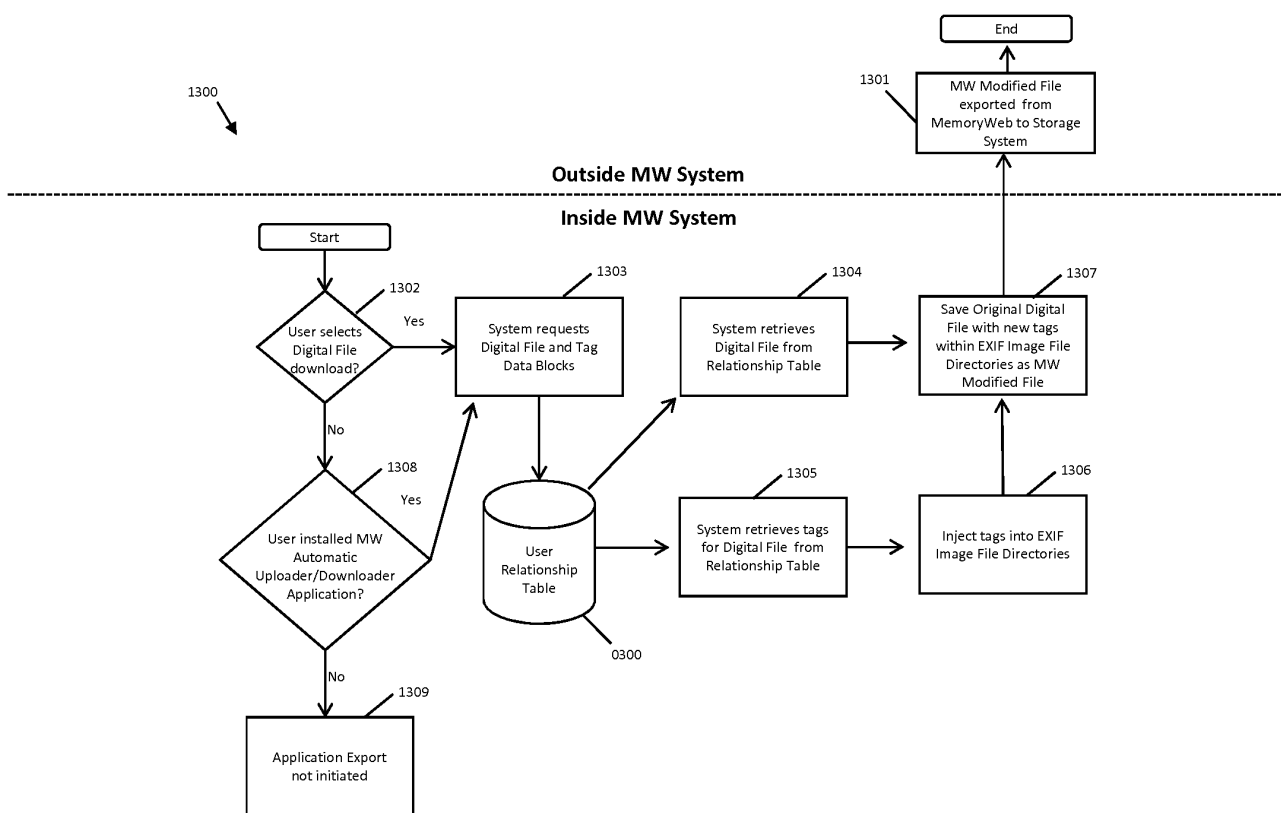 End
1301
MW Modified File
exported from
MemoryWeb to Storage
System
1300
Outside MW System
Inside MW System
Start
1302
User selects
Digital File
download?
Yes
No
1303
System requests
Digital File and Tag
Data Blocks
1304
System retrieves
Digital File from
Relationship Table
1307
Save Original Digital
File with new tags
within EXIF Image File
Directories as MW
Modified File
1308
Yes
User installed MW
Automatic
Uploader/Downloader
Application?
No
User
Relationship
Table
0300
1305
System retrieves tags
for Digital File from
Relationship Table
1306
Inject tags into EXIF
Image File Directories
1309
Application Export
not initiated